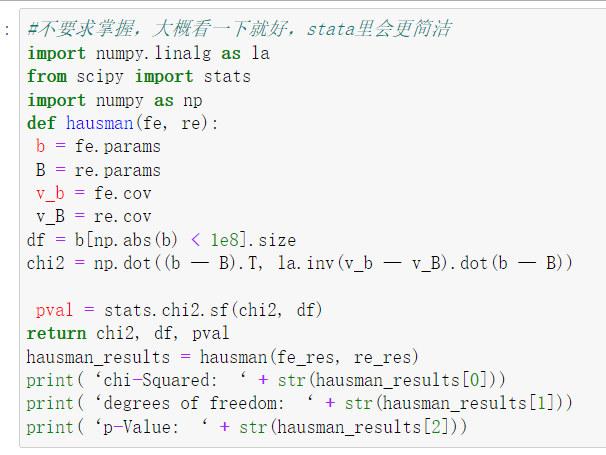 :
#不要求掌握，大概看一下就好，stata里会更简洁
import numpy.linalg as la
from scipy import stats
import numpy as np
def hausman(fe, re):
 b = fe.params
 B = re.params
 v_b = fe.cov
 v_B = re.cov
df = b[np.abs(b) < 1e8].size
chi2 = np.dot((b — B).T, la.inv(v_b — v_B).dot(b — B))
 pval = stats.chi2.sf(chi2, df)
return chi2, df, pval
hausman_results = hausman(fe_res, re_res)
print( ‘chi-Squared: ‘ + str(hausman_results[0]))
print( ‘degrees of freedom: ‘ + str(hausman_results[1]))
print( ‘p-Value: ‘ + str(hausman_results[2]))